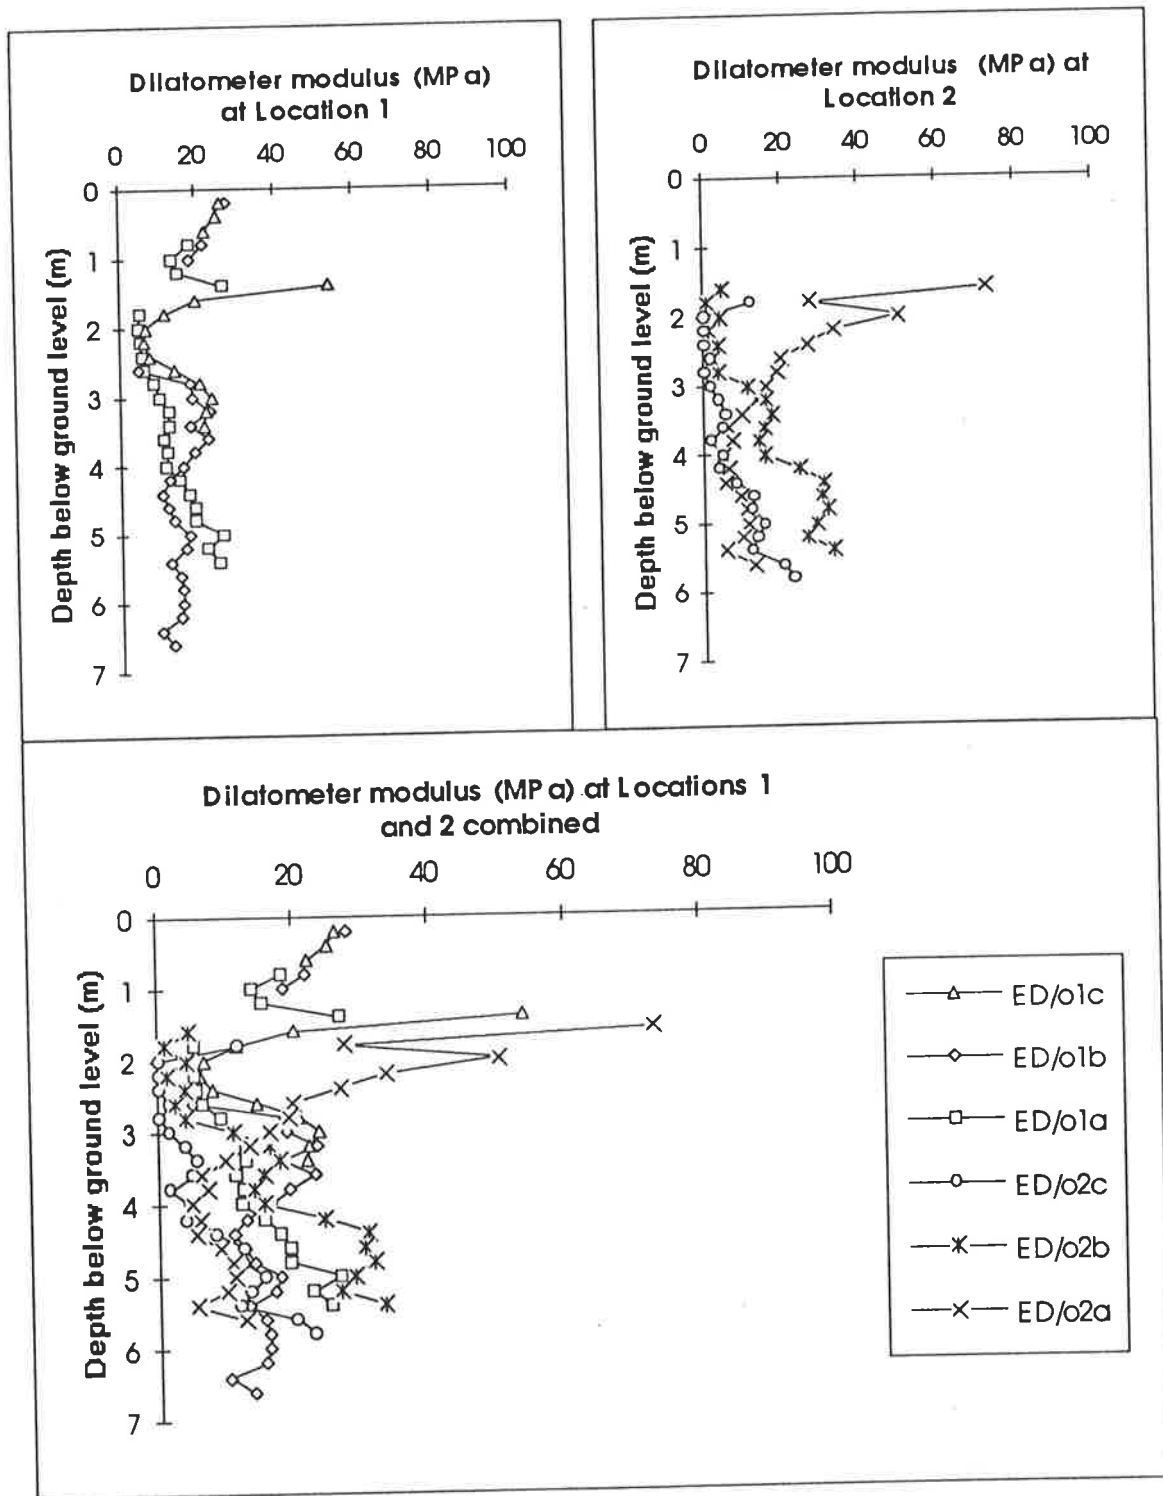 Dilatometer modulus (MPa)
at Location 1
0 20 40 60 80 100
0
1
2
3
4
5
6
7
Depth below ground level (m)
Dilatometer modulus (MPa) at
Location 2
0 20 40 60 80 100
0
1
2
3
4
5
6
7
Depth below ground level (m)
Dilatometer modulus (MPa) at Locations 1
and 2 combined
0 20 40 60 80 100
0
1
2
3
4
5
6
7
Depth below ground level (m)
ED/o1c
ED/o1b
ED/o1a
ED/o2c
ED/o2b
ED/o2a